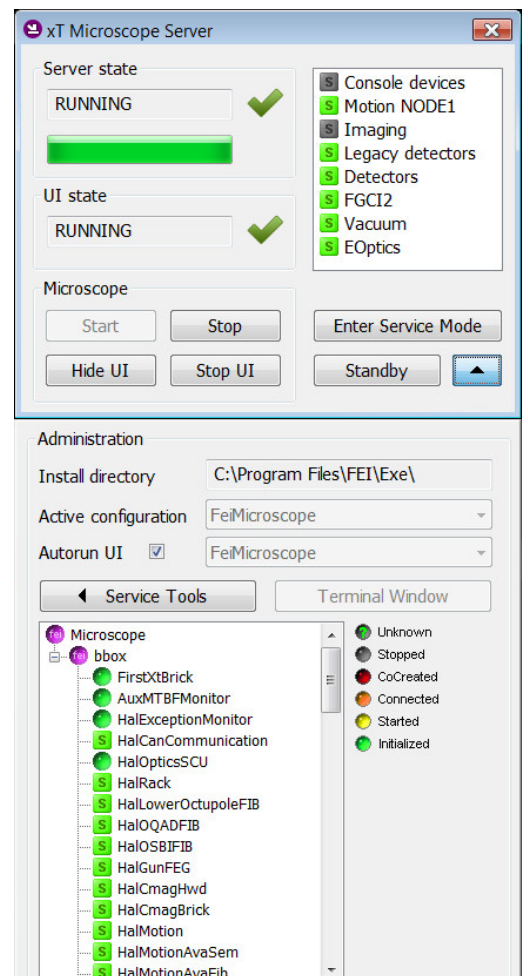 xT Microscope Server
Server state
RUNNING
UI state
RUNNING
S Console devices
S Motion NODE1
S Imaging
S Legacy detectors
S Detectors
S FGCI2
S Vacuum
S EOptics
Microscope
Start Stop
Hide UI Stop UI
Enter Service Mode
Standby
Administration
Install directory C:\Program Files\FEI\Exe\
Active configuration FeiMicroscope
Autorun UI FeiMicroscope
Service Tools Terminal Window
fei Microscope
fei bbox
FirstXtBrick
AuxMTBFMonitor
HalExceptionMonitor
S HalCanCommunication
HalOpticsSCU
S HalRack
S HalLowerOctupoleFIB
S HalOQADFIB
S HalOSBIFIB
S HalGunFEG
S HalCmagHwd
S HalCmagBrick
S HalMotion
S HalMotionAvaSem
S HalMotionAvaFib
? Unknown
Stopped
CoCreated
Connected
Started
Initialized